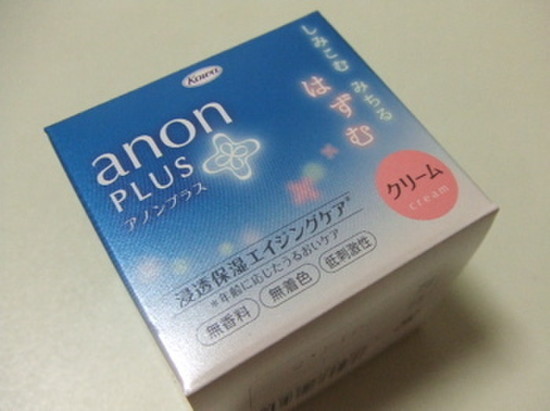 Kowa
anon
PLUS
アノンプラス
しみこむ
みちる
はずむ
クリーム
cream
浸透保湿エイジングケア*
*年齢に応じたうるおいケア
無香料
無着色
低刺激性